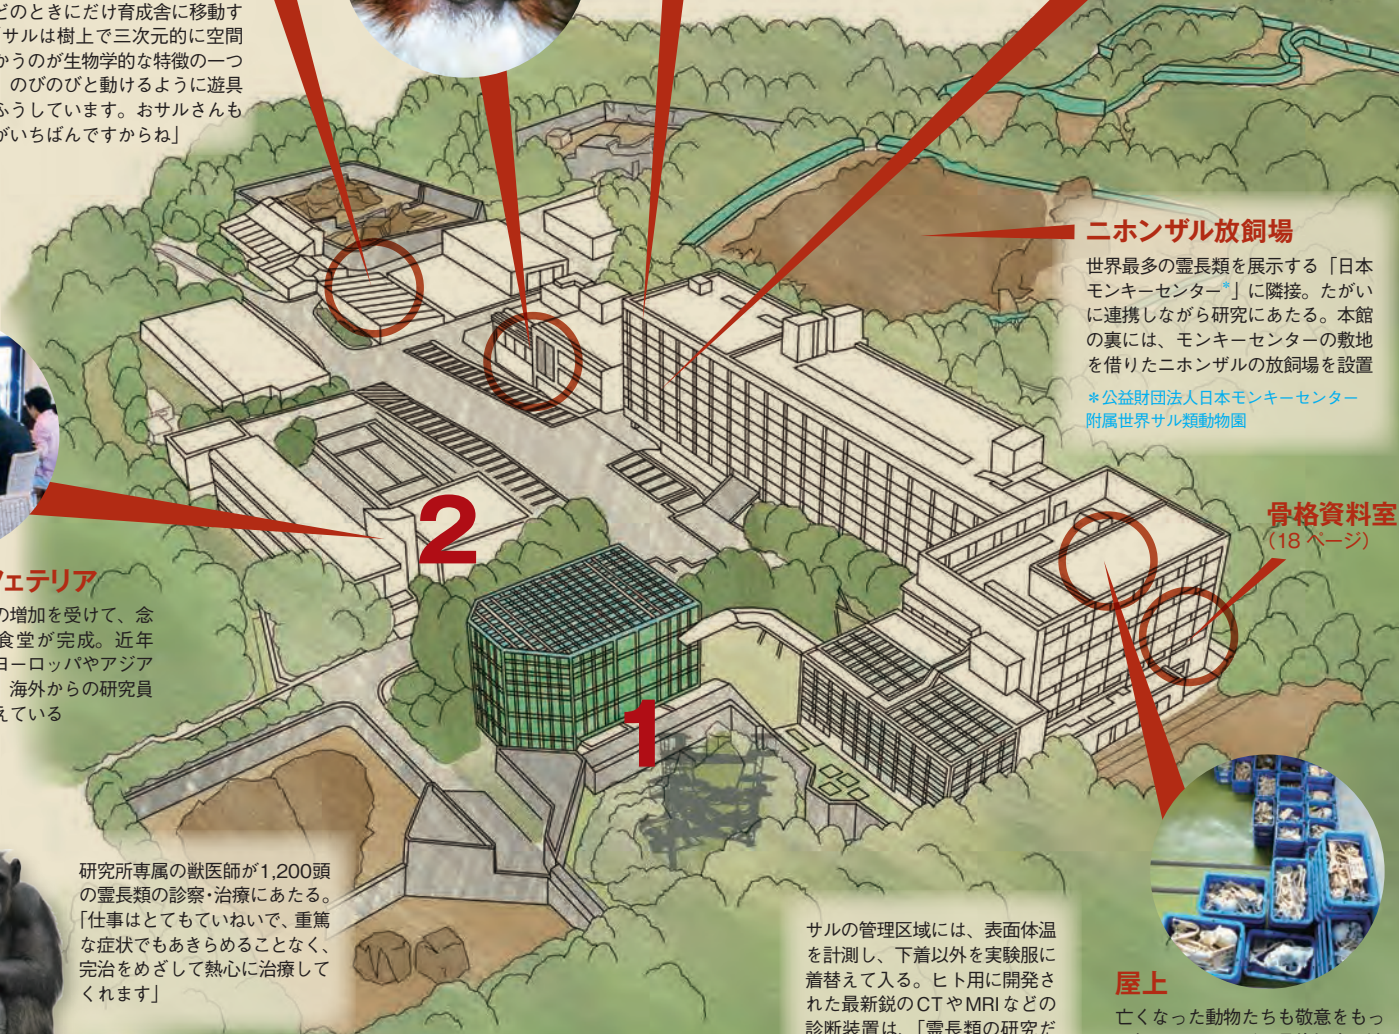 どのときにだけ育成舎に移動す
「サルは樹上で三次元的に空間
かうのが生物学的な特徴の一つ
のびのびと動けるように遊具
ふうしています。おサルさんも
がいちばんですからね」
ニホンザル放飼場
世界最多の霊長類を展示する「日本
モンキーセンター*」に隣接。たがい
に連携しながら研究にあたる。本館
の裏には、モンキーセンターの敷地
を借りたニホンザルの放飼場を設置
*公益財団法人日本モンキーセンター
附属世界サル類動物園
骨格資料室
(18 ページ)
2
フェテリア
の増加を受けて、念
食堂が完成。近年
ヨーロッパやアジア
海外からの研究員
えている
1
研究所専属の獣医師が1,200頭
の霊長類の診察・治療にあたる。
「仕事はとてもていねいで、重篤
な症状でもあきらめることなく、
完治をめざして熱心に治療して
くれます」
サルの管理区域には、表面体温
を計測し、下着以外を実験服に
着替えて入る。ヒト用に開発さ
れた最新鋭のCTやMRIなどの
診断装置は、「霊長類の研究だ
屋上
亡くなった動物たちも敬意をもっ